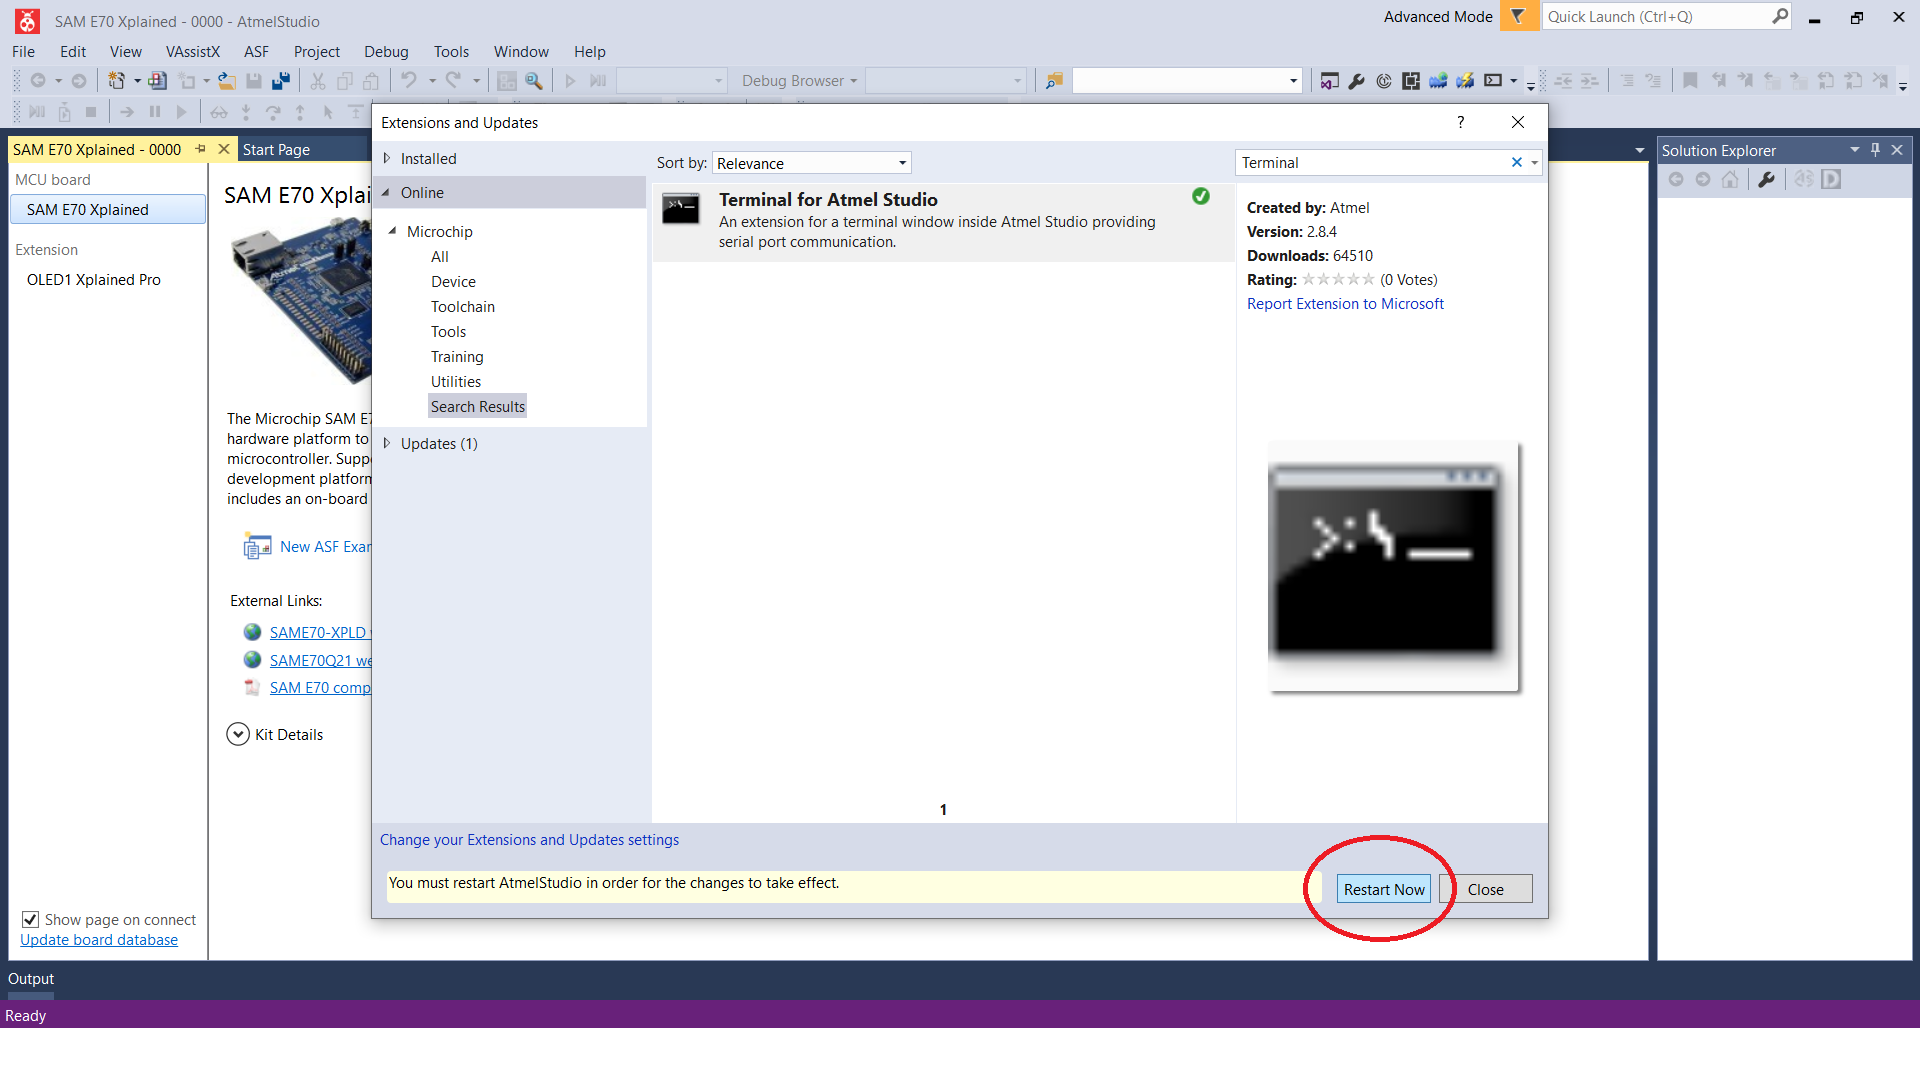 SAM E70 Xplained - 0000 - AtmelStudio
Advanced Mode
Quick Launch (Ctrl+Q)
File Edit View VAssistX ASF Project Debug Tools Window Help
Debug Browser
Extensions and Updates
?
SAM E70 Xplained - 0000
Start Page
Solution Explorer
MCU board
SAM E70 Xplained
Extension
OLED1 Xplained Pro
SAM E70 Xplai
The Microchip SAM E7
hardware platform to
microcontroller. Supp
development platform
includes an on-board
New ASF Exar
External Links:
SAME70-XPLD
SAME70Q21 we
SAM E70 comp
Kit Details
Show page on connect
Update board database
Installed
Online
Microchip
All
Device
Toolchain
Tools
Training
Utilities
Search Results
Updates (1)
Sort by: Relevance
Terminal
Terminal for Atmel Studio
An extension for a terminal window inside Atmel Studio providing
serial port communication.
1
Created by: Atmel
Version: 2.8.4
Downloads: 64510
Rating: (0 Votes)
Report Extension to Microsoft
>:\_
Change your Extensions and Updates settings
You must restart AtmelStudio in order for the changes to take effect.
Restart Now
Close
Output
Ready